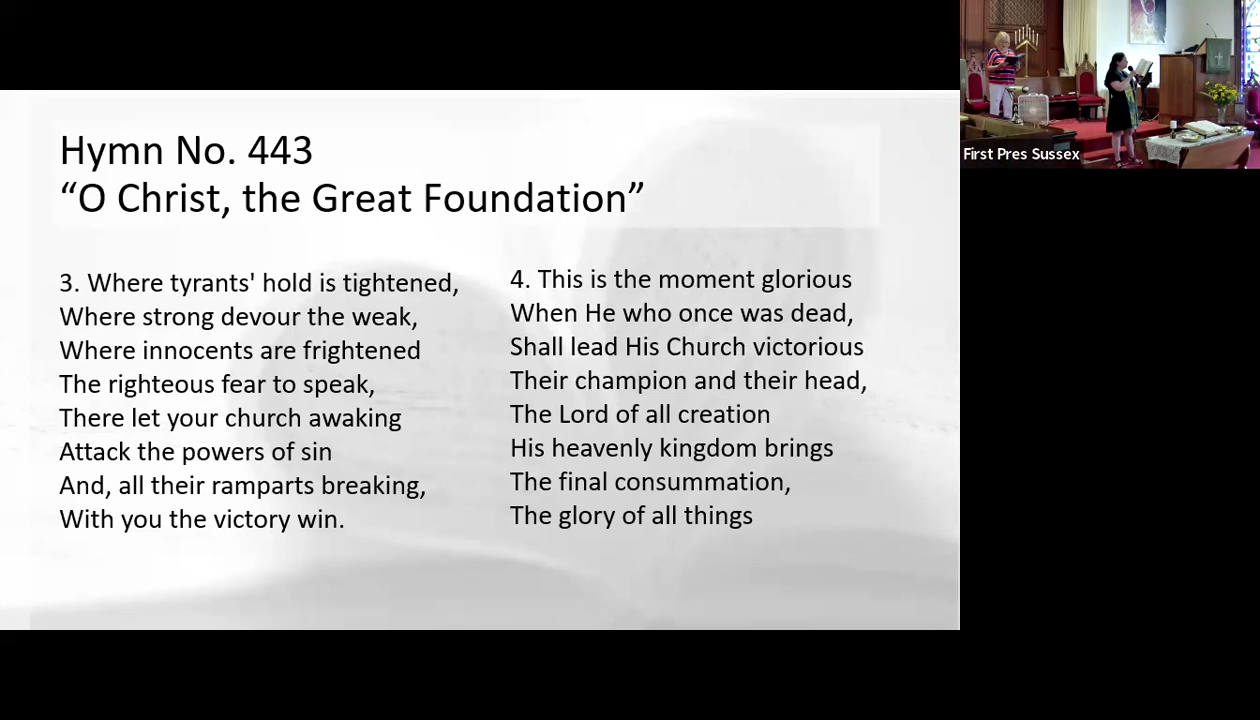 Hymn No. 443
“O Christ, the Great Foundation”
3. Where tyrants' hold is tightened,
Where strong devour the weak,
Where innocents are frightened
The righteous fear to speak,
There let your church awaking
Attack the powers of sin
And, all their ramparts breaking,
With you the victory win.
4. This is the moment glorious
When He who once was dead,
Shall lead His Church victorious
Their champion and their head,
The Lord of all creation
His heavenly kingdom brings
The final consummation,
The glory of all things
First Pres Sussex